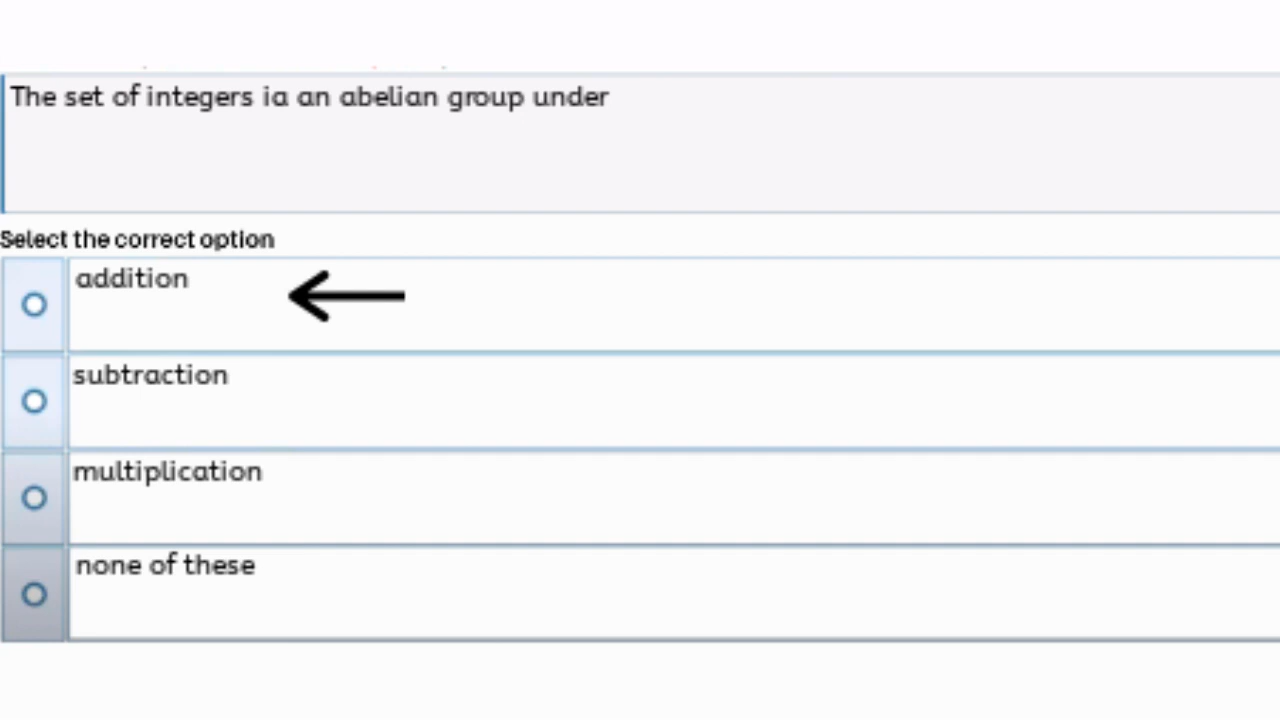 The set of integers ia an abelian group under
Select the correct option
addition
subtraction
multiplication
none of these